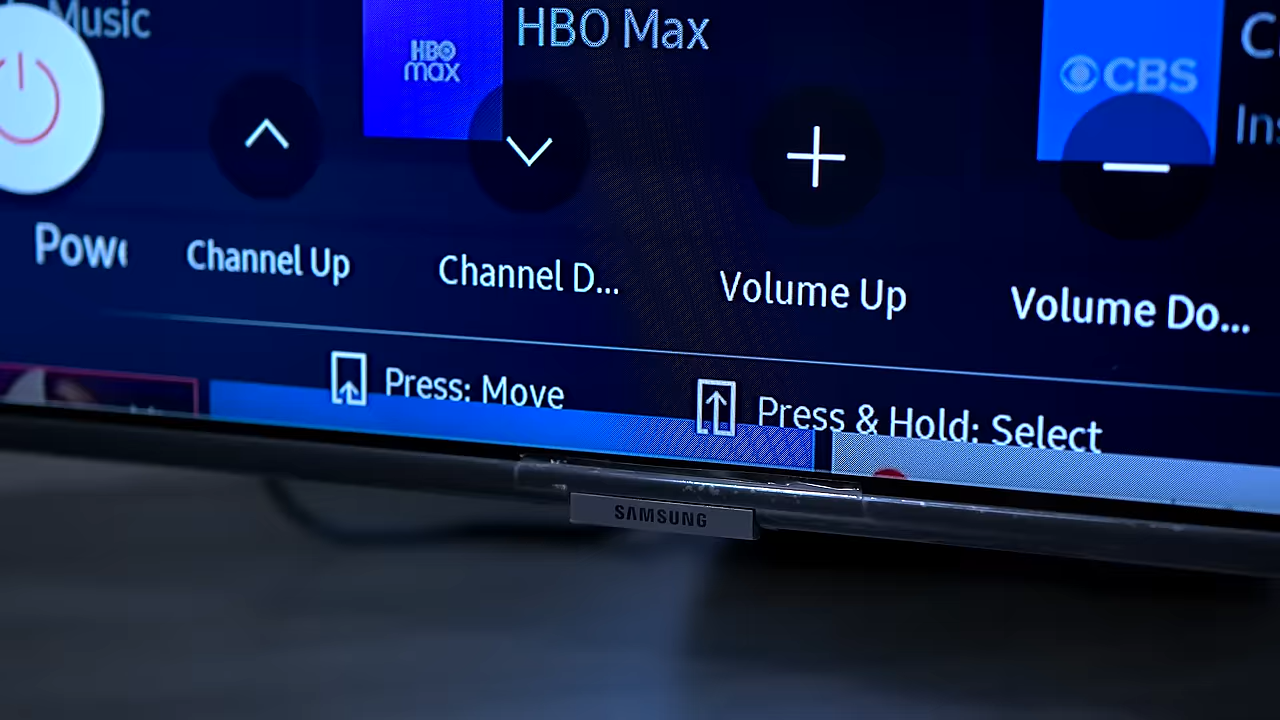 Music
HBO Max
HBO
max
CBS
Channel Up
Channel D...
Volume Up
Volume Do...
Press: Move
Press & Hold: Select
SAMSUNG